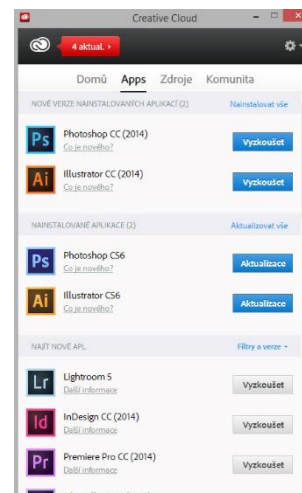 Creative Cloud
4 aktual. ›
Domů Apps Zdroje Komunita
NOVÉ VERZE NAINSTALOVANÝCH APLIKACÍ (2) Nainstalovat vše
Ps Photoshop CC (2014) Vyzkoušet
Co je nového?
Ai Illustrator CC (2014) Vyzkoušet
Co je nového?
NAINSTALOVANÉ APLIKACE (2) Aktualizovat vše
Ps Photoshop CS6 Aktualizace
Co je nového?
Ai Illustrator CS6 Aktualizace
Co je nového?
NAJÍT NOVÉ APL. Filtry a verze
Lr Lightroom 5 Vyzkoušet
Další informace
Id InDesign CC (2014) Vyzkoušet
Další informace
Pr Premiere Pro CC (2014) Vyzkoušet
Další informace